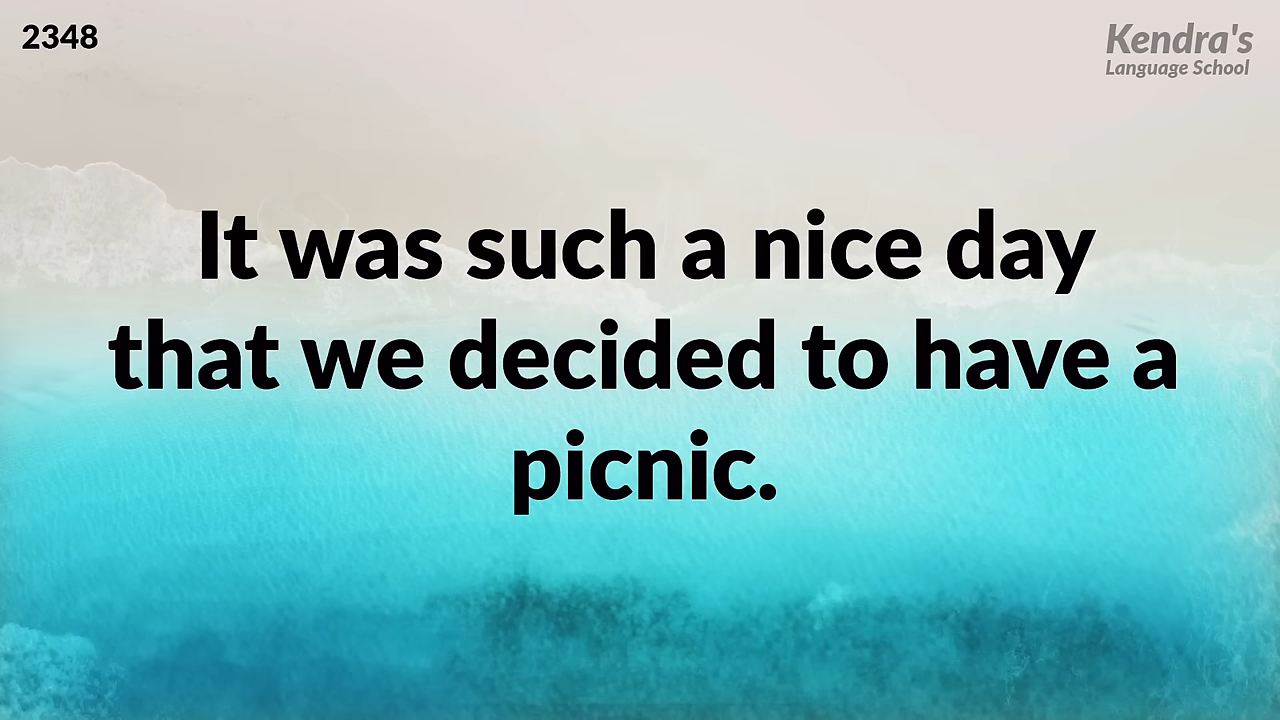 2348
Kendra's
Language School
It was such a nice day
that we decided to have a
picnic.